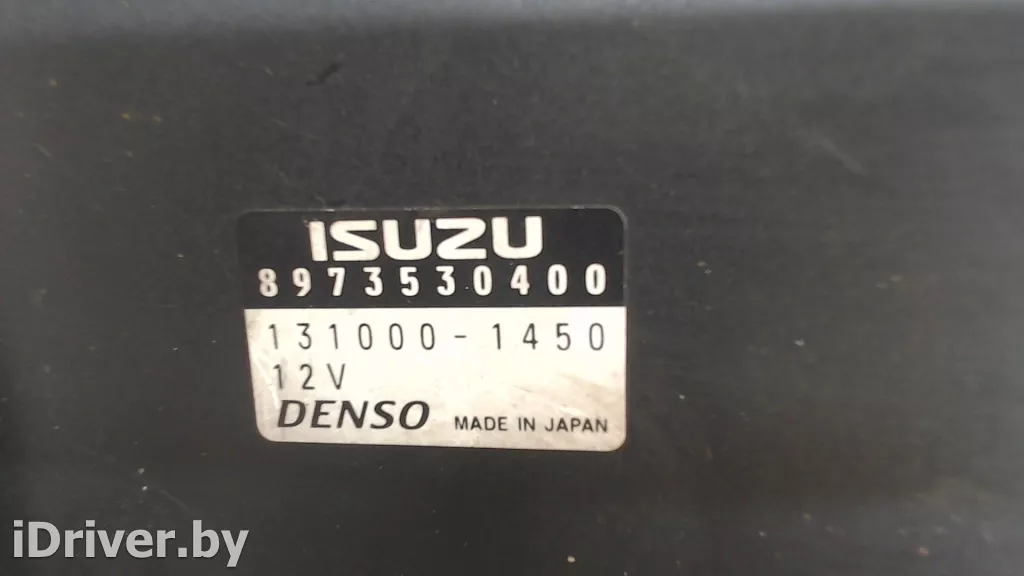 ISUZU
8973530400
131000-1450
12V
DENSO MADE IN JAPAN
iDriver.by